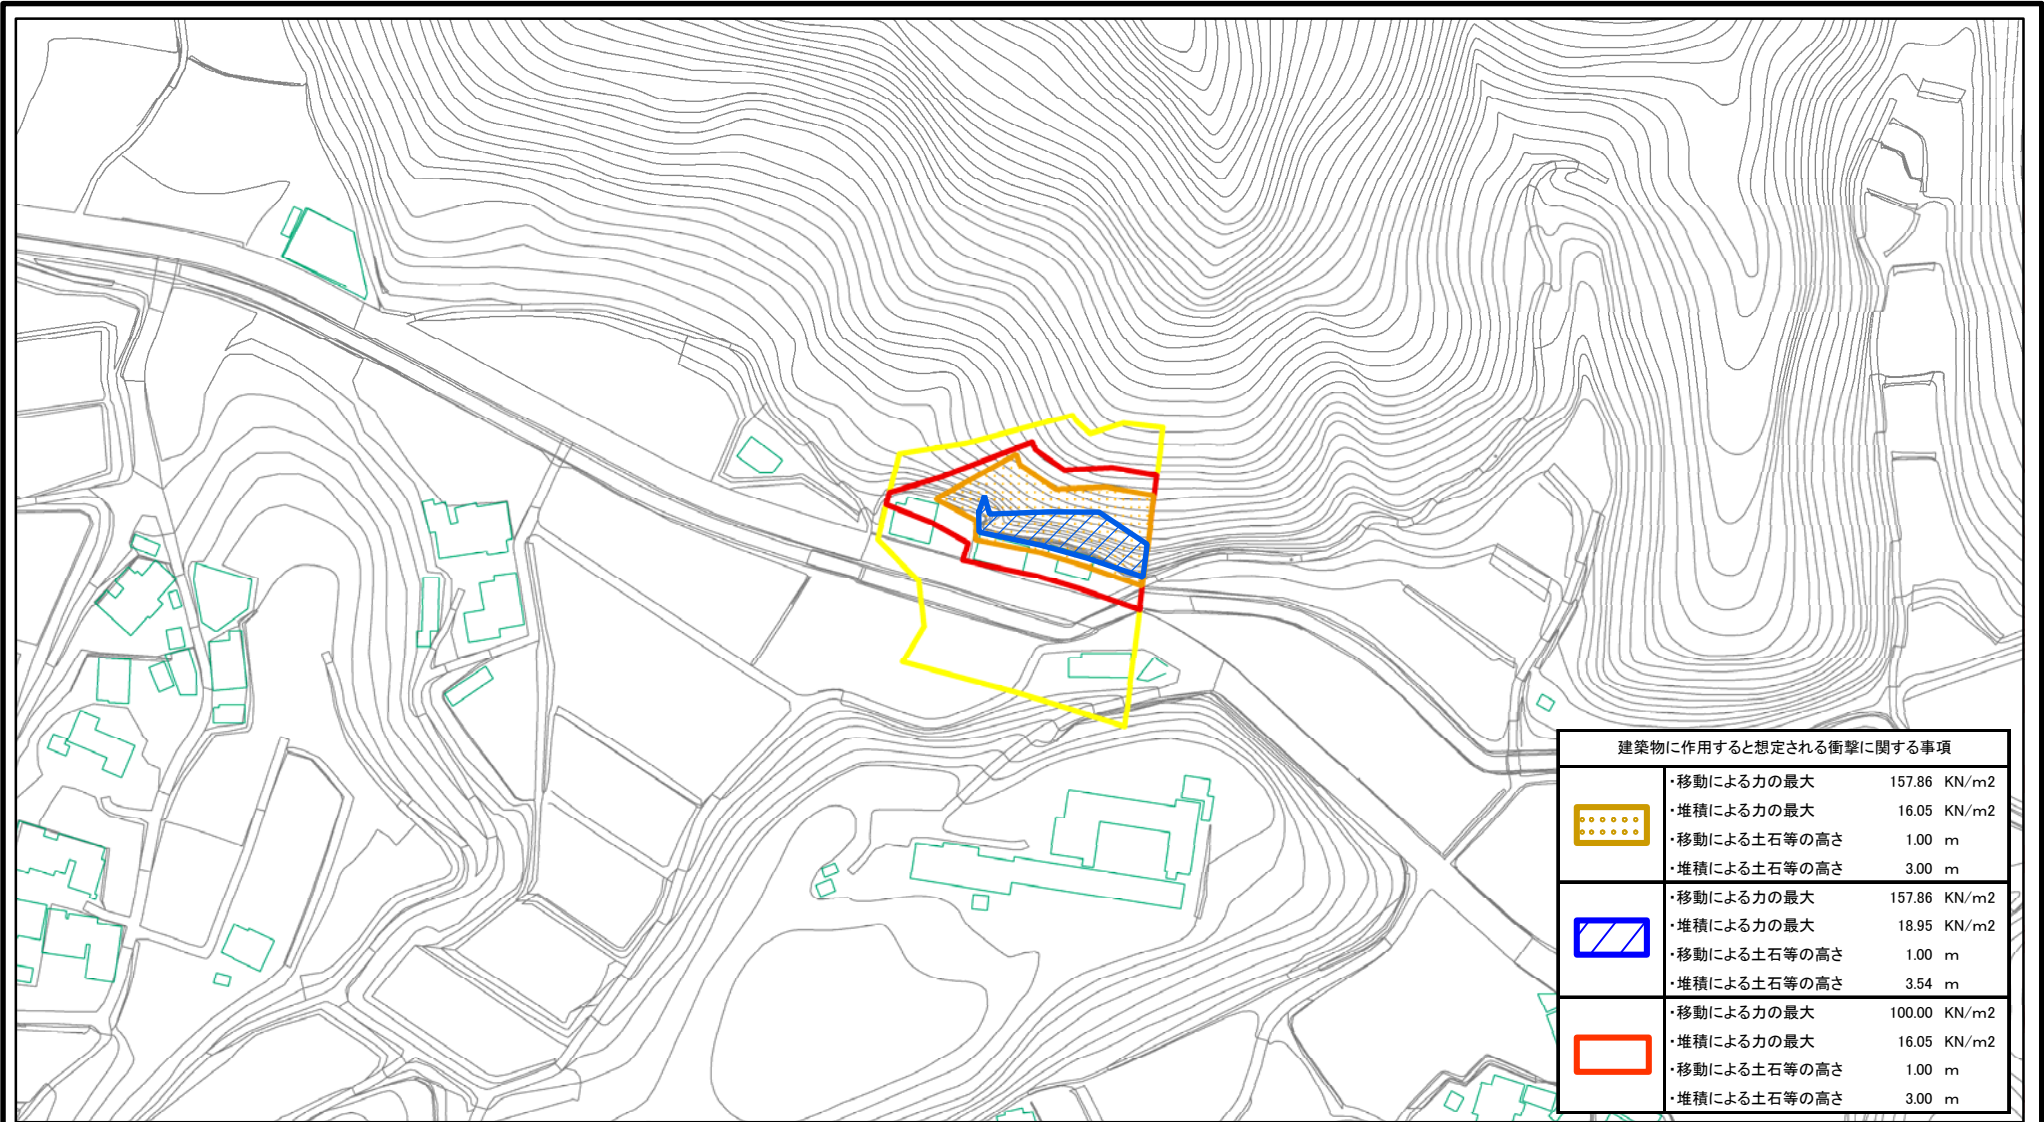 建築物に作用すると想定される衝撃に関する事項
・移動による力の最大 157.86 KN/m2
・堆積による力の最大 16.05 KN/m2
・移動による土石等の高さ 1.00 m
・堆積による土石等の高さ 3.00 m
・移動による力の最大 157.86 KN/m2
・堆積による力の最大 18.95 KN/m2
・移動による土石等の高さ 1.00 m
・堆積による土石等の高さ 3.54 m
・移動による力の最大 100.00 KN/m2
・堆積による力の最大 16.05 KN/m2
・移動による土石等の高さ 1.00 m
・堆積による土石等の高さ 3.00 m